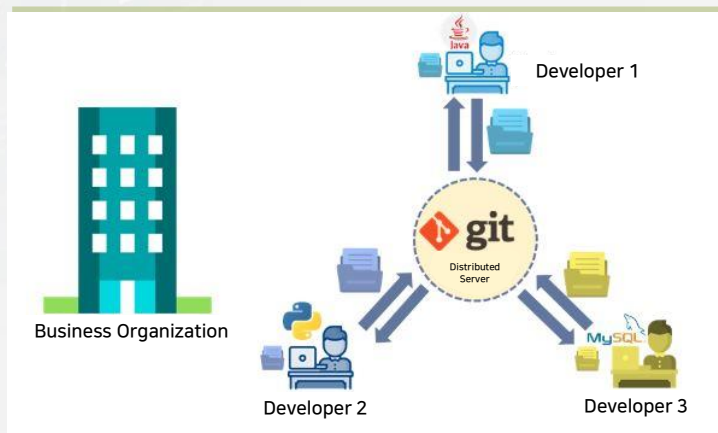 Java
Developer 1
git
Distributed
Server
Business Organization
MySQL
Developer 2
Developer 3